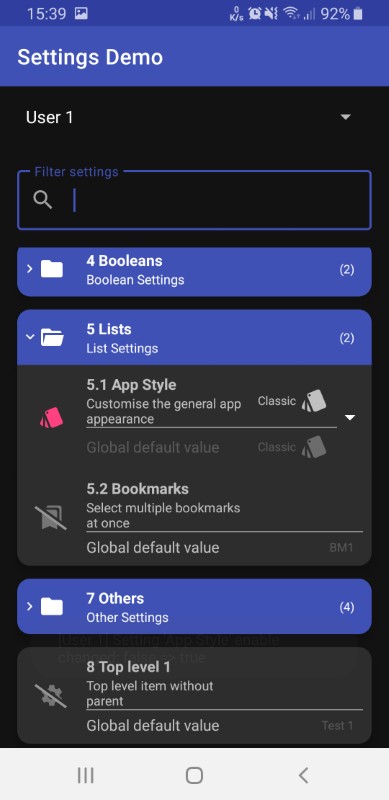 15:39
0
K/s
92%
Settings Demo
User 1
Filter settings
4 Booleans
Boolean Settings
(2)
5 Lists
List Settings
(2)
5.1 App Style
Customise the general app
appearance
Classic
Global default value
Classic
5.2 Bookmarks
Select multiple bookmarks
at once
Global default value
BM1
7 Others
Other Settings
(4)
[User 1] Setting App Style enable
changed: false => true
8 Top level 1
Top level item without
parent
Global default value
Test 1